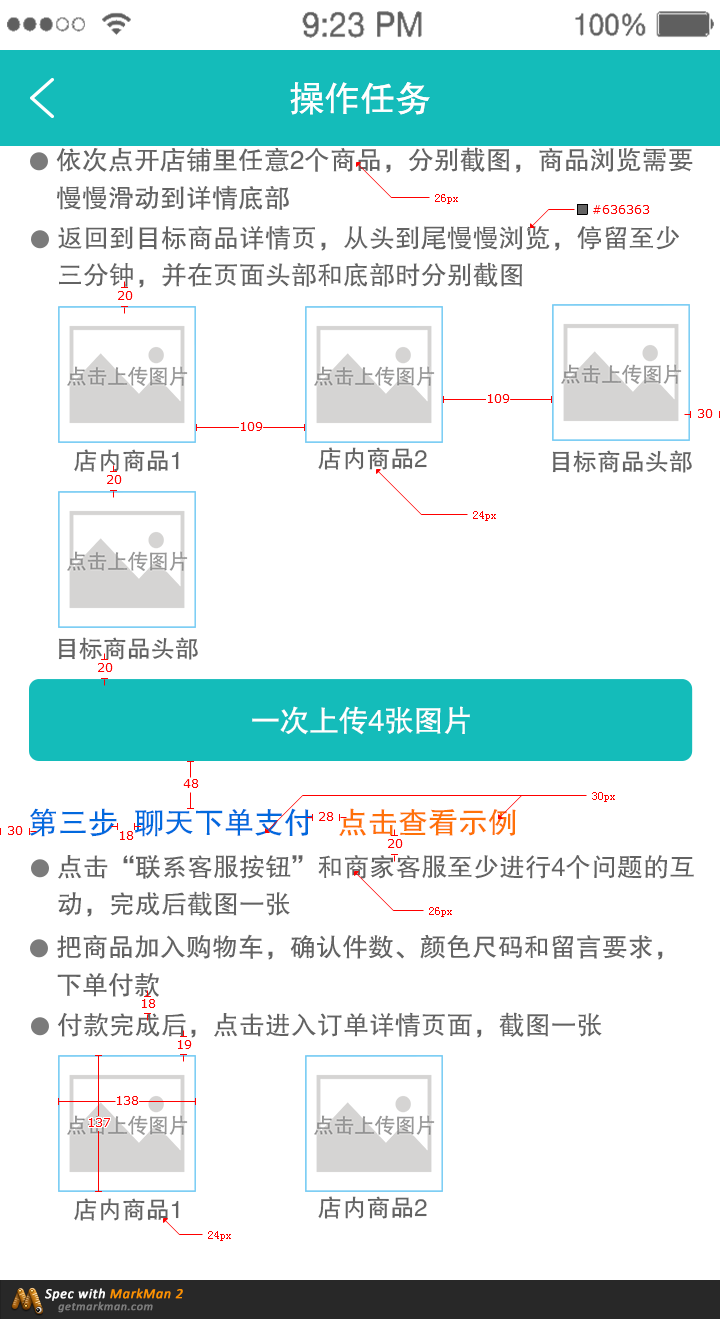 9:23 PM 100%
操作任务
依次点开店铺里任意2个商品，分别截图，商品浏览需要
慢慢滑动到详情底部
26px
#636363
返回到目标商品详情页，从头到尾慢慢浏览，停留至少
三分钟，并在页面头部和底部时分别截图
20
点击上传图片 点击上传图片 点击上传图片
109 109 30
店内商品1 店内商品2 目标商品头部
20
24px
点击上传图片
目标商品头部
20
一次上传4张图片
48
30px
30 第三步 18 聊天下单支付 28 点击查看示例
20
点击“联系客服按钮”和商家客服至少进行4个问题的互
动，完成后截图一张
26px
把商品加入购物车，确认件数、颜色尺码和留言要求，
下单付款
18
付款完成后，点击进入订单详情页面，截图一张
19
138
137
点击上传图片 点击上传图片
店内商品1 店内商品2
24px
Spec with MarkMan 2
getmarkman.com